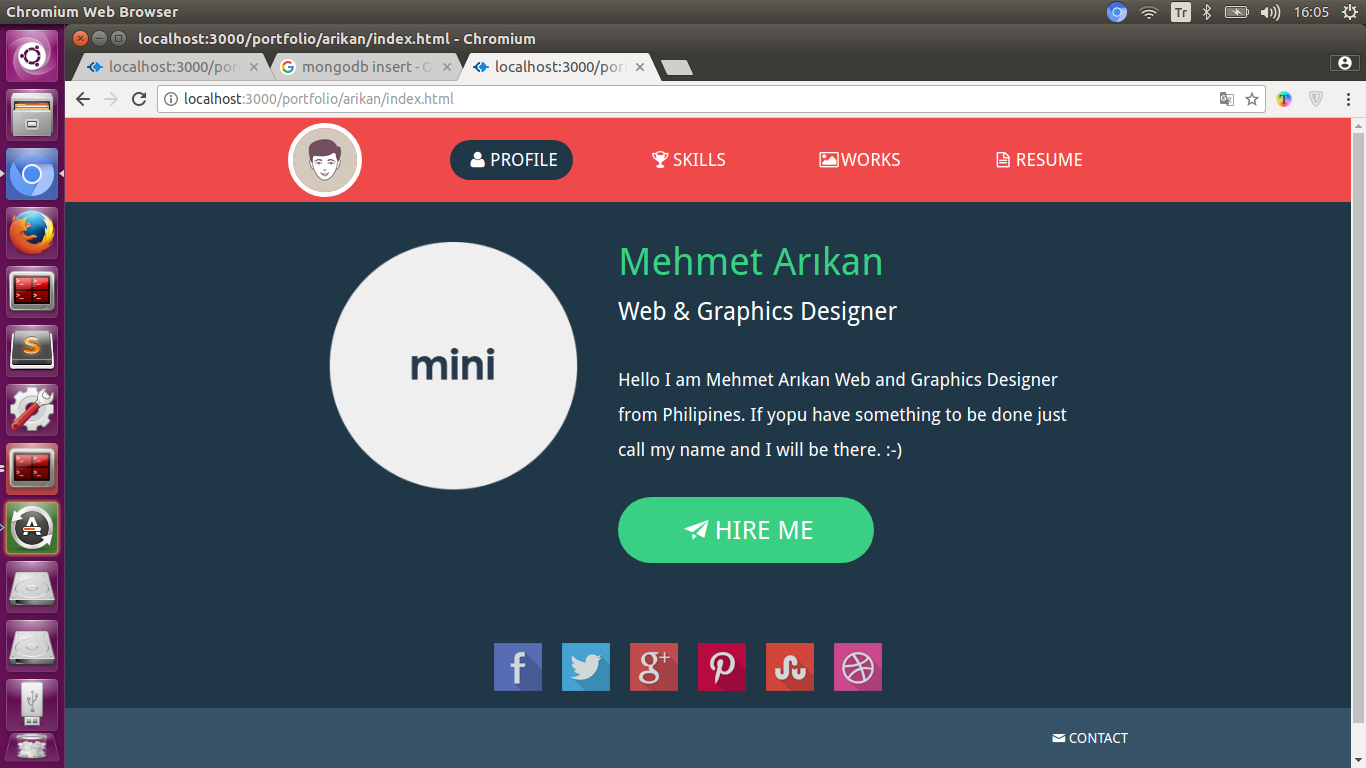 Chromium Web Browser
Tr
16:05
localhost:3000/portfolio/arikan/index.html - Chromium
localhost:3000/por
mongodb insert - G
localhost:3000/por
localhost:3000/portfolio/arikan/index.html
PROFILE
SKILLS
WORKS
RESUME
mini
Mehmet Arıkan
Web & Graphics Designer
Hello I am Mehmet Arıkan Web and Graphics Designer
from Philipines. If yopu have something to be done just
call my name and I will be there. :-)
HIRE ME
CONTACT